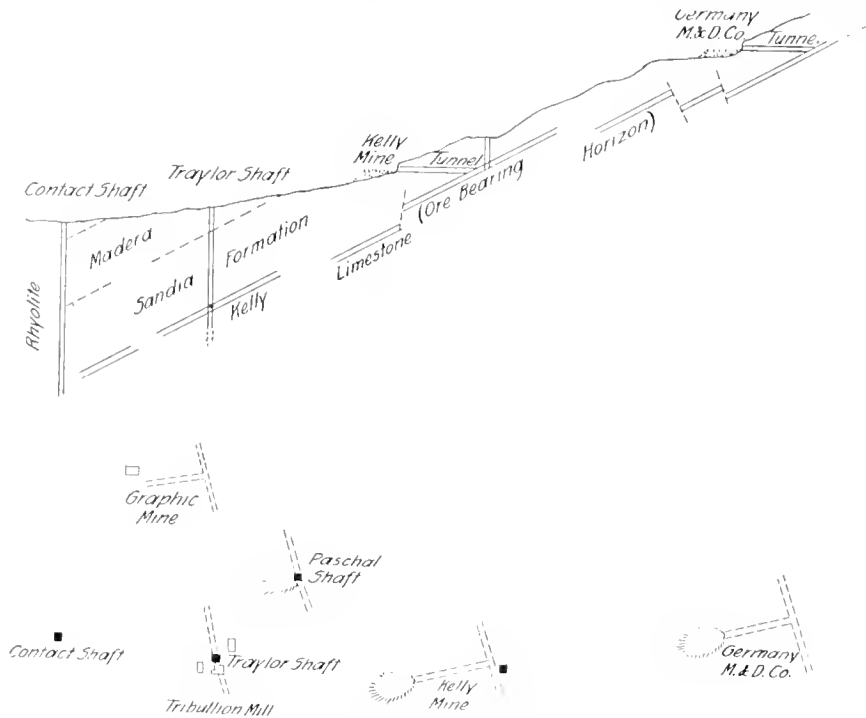 Germany
M.&D.Co.
Tunnel
Kelly
Mine
Tunnel
Horizon)
(Ore Bearing
Traylor Shaft
Contact Shaft
Madera
Formation
Limestone
Sandia
Kelly
Rhyolite
Graphic
Mine
Paschal
Shaft
Contact Shaft
Traylor Shaft
Tribullion Mill
Kelly
Mine
Germany
M.&D.Co.